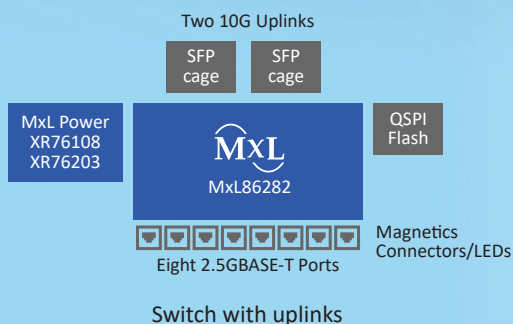 Two 10G Uplinks
SFP
cage
SFP
cage
MxL Power
XR76108
XR76203
MxL
MxL86282
QSPI
Flash
Magnetics
Connectors/LEDs
Eight 2.5GBASE-T Ports
Switch with uplinks